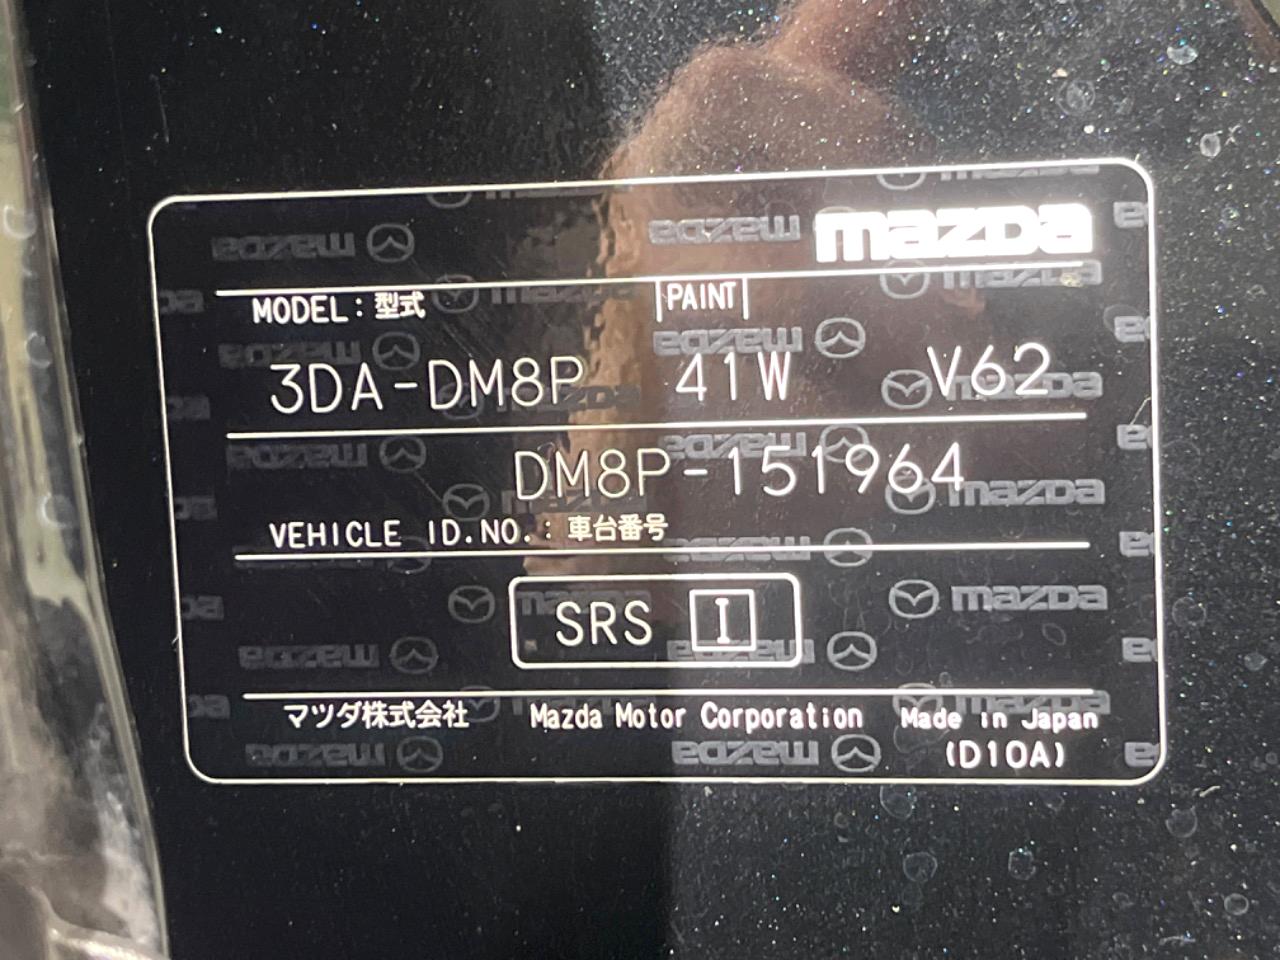 mazda
MODEL：型式 PAINT
3DA-DM8P 41W V62
DM8P-151964
VEHICLE ID.NO.：車台番号
SRS I
マツダ株式会社 Mazda Motor Corporation Made in Japan
(D10A)